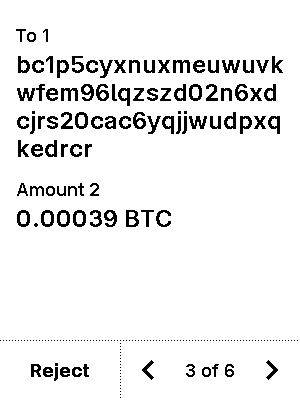 To 1
bc1p5cyxnuxmeuwuvk
wfem96lqzszd02n6xd
cjrs20cac6yqjjwudpxq
kedrcr
Amount 2
0.00039 BTC
Reject
3 of 6